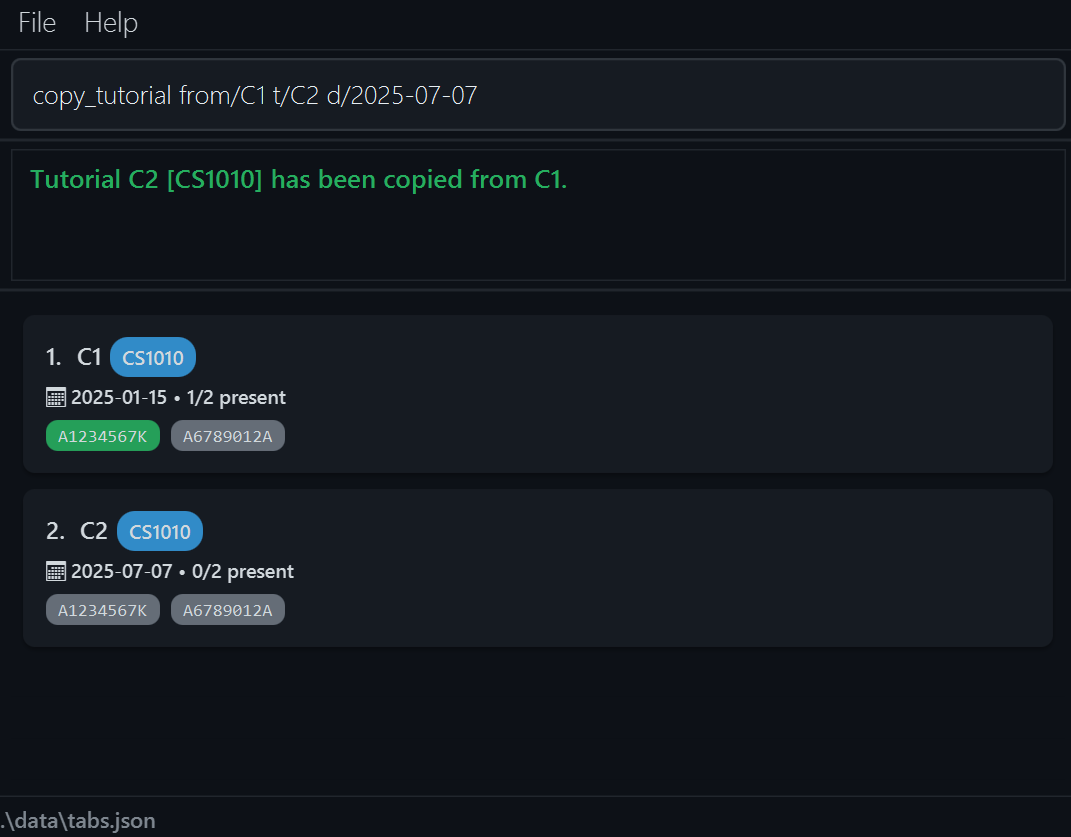 File Help
copy_tutorial from/C1 t/C2 d/2025-07-07
Tutorial C2 [CS1010] has been copied from C1.
1. C1 CS1010
2025-01-15 • 1/2 present
A1234567K A6789012A
2. C2 CS1010
2025-07-07 • 0/2 present
A1234567K A6789012A
.\data\tabs.json